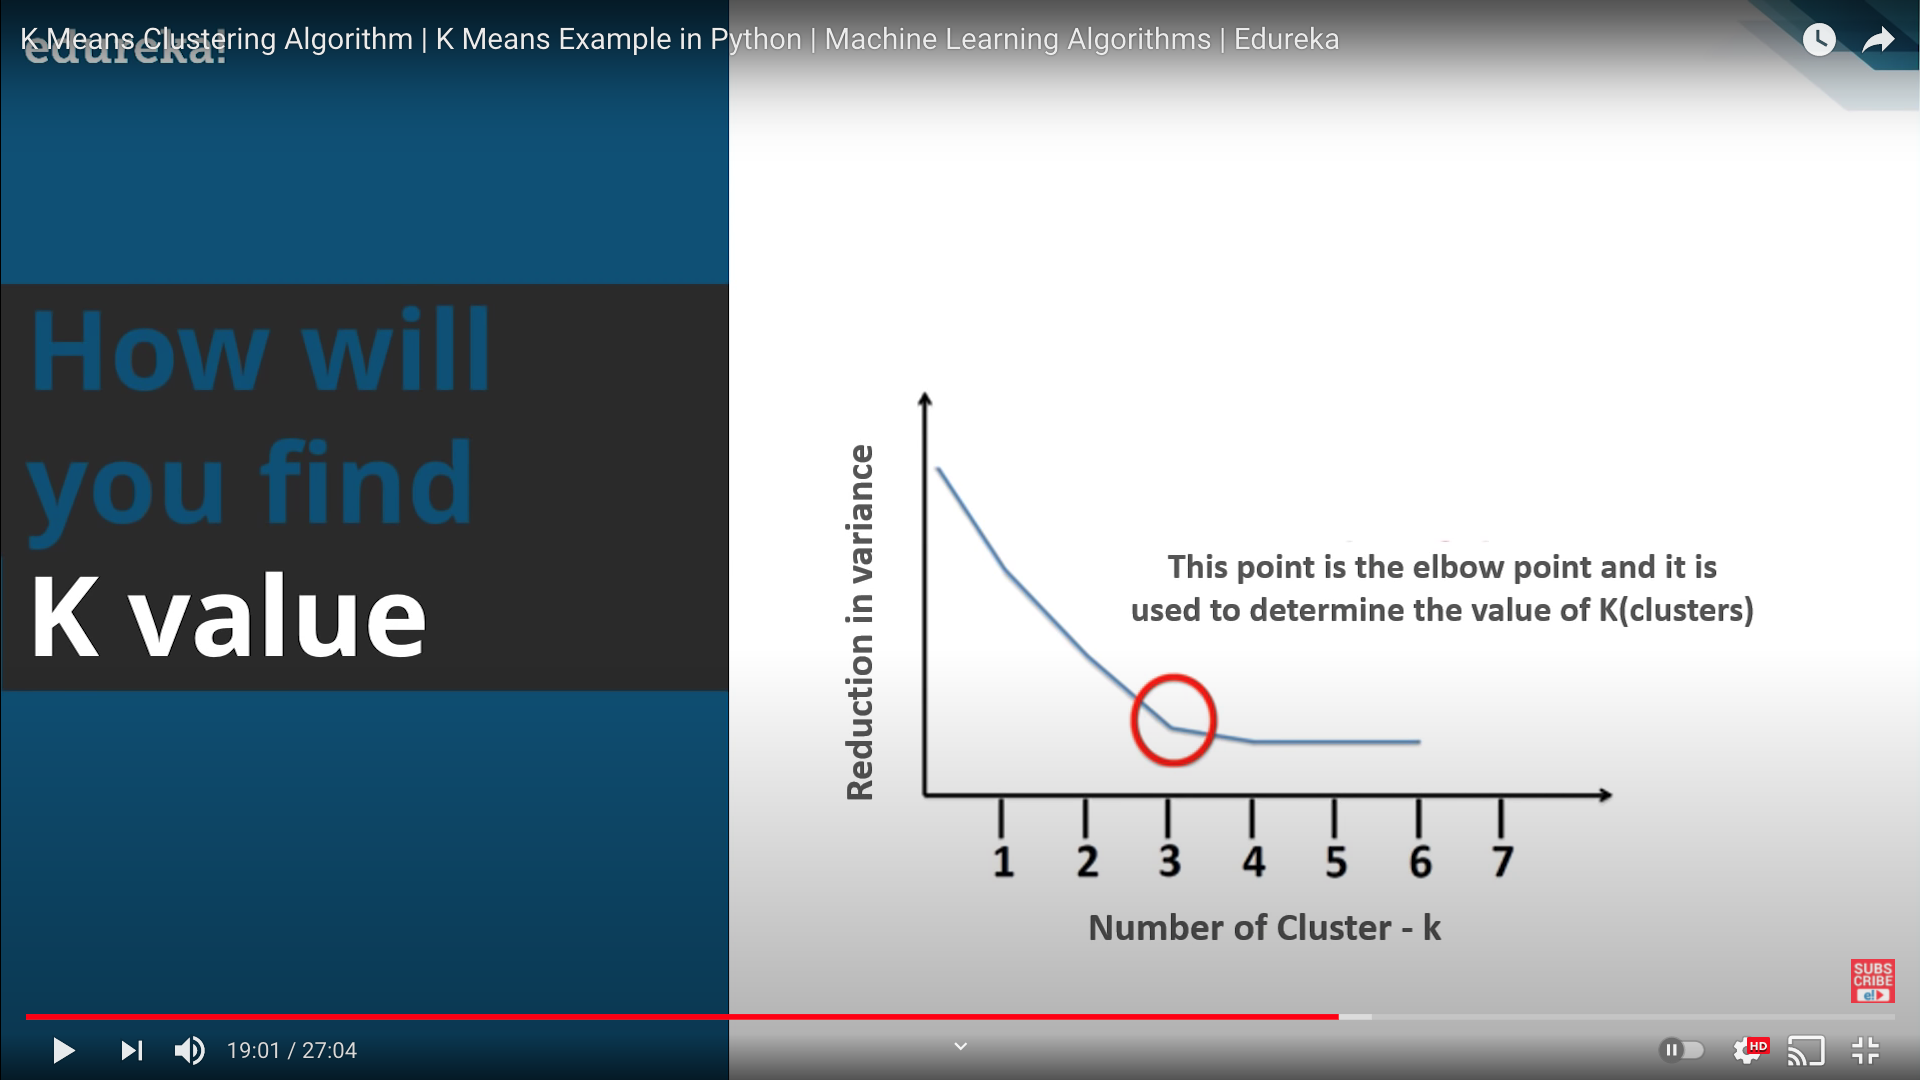 K Means Clustering Algorithm | K Means Example in Python | Machine Learning Algorithms | Edureka
edureka!
How will
you find
K value
Reduction in variance
This point is the elbow point and it is
used to determine the value of K(clusters)
1 2 3 4 5 6 7
Number of Cluster - k
SUBS
CRIBE
e!
19:01 / 27:04
HD